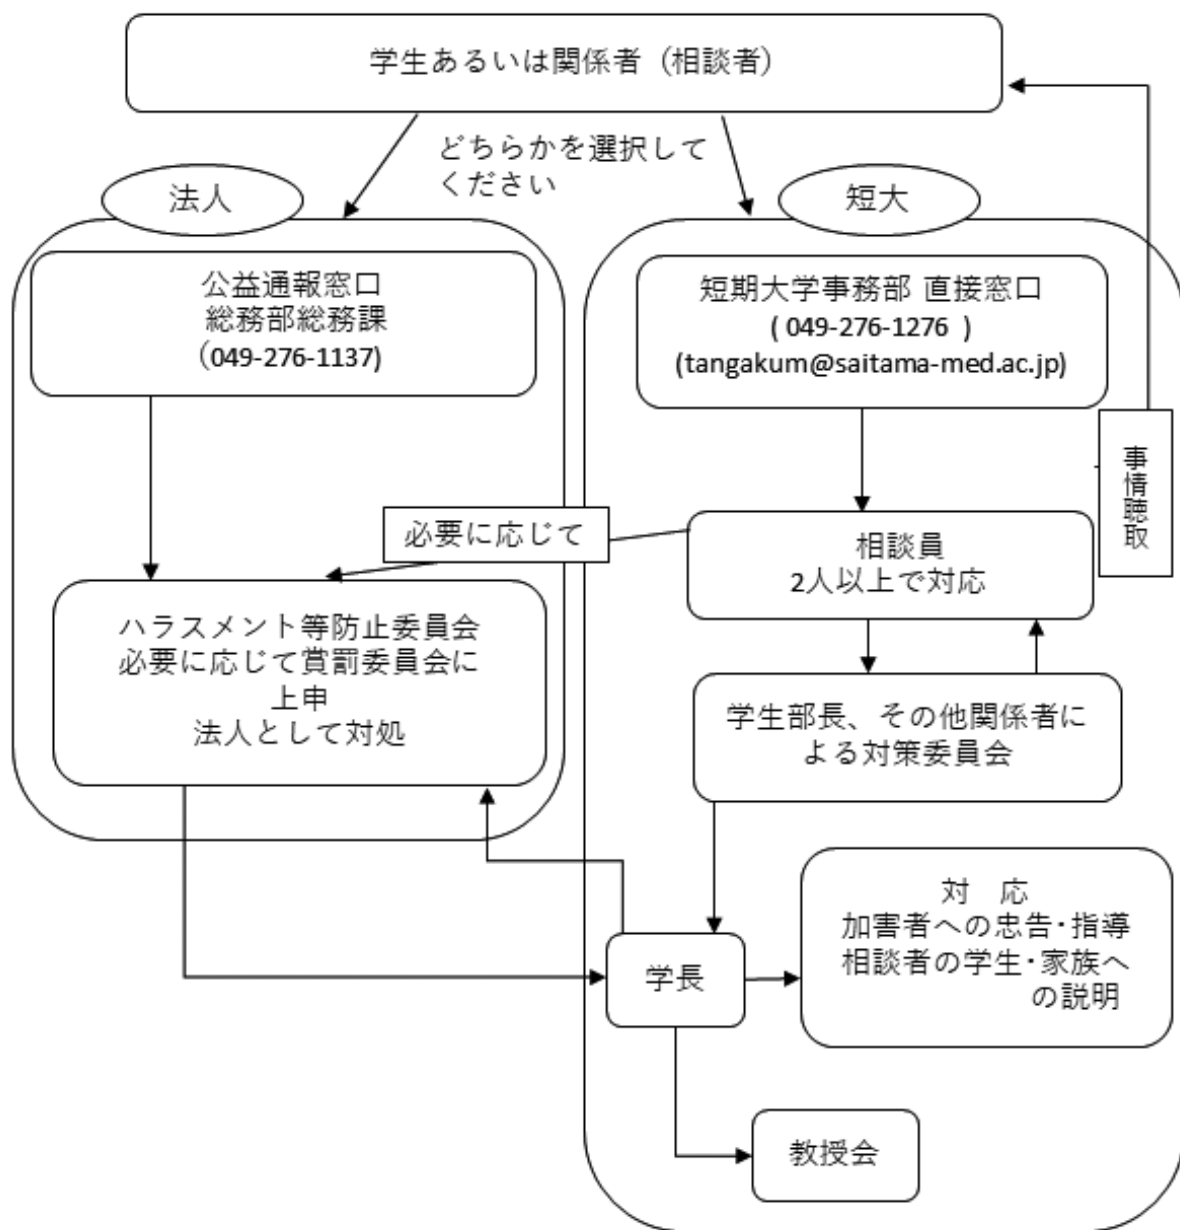 学生あるいは関係者（相談者）
どちらかを選択して
ください
法人
公益通報窓口
総務部総務課
（049-276-1137)
必要に応じて
ハラスメント等防止委員会
必要に応じて賞罰委員会に
上申
法人として対処
短大
短期大学事務部 直接窓口
( 049-276-1276 )
(tangakum@saitama-med.ac.jp)
事情聴取
相談員
2人以上で対応
学生部長、その他関係者に
よる対策委員会
学長
対　応
加害者への忠告・指導
相談者の学生・家族へ
の説明
教授会